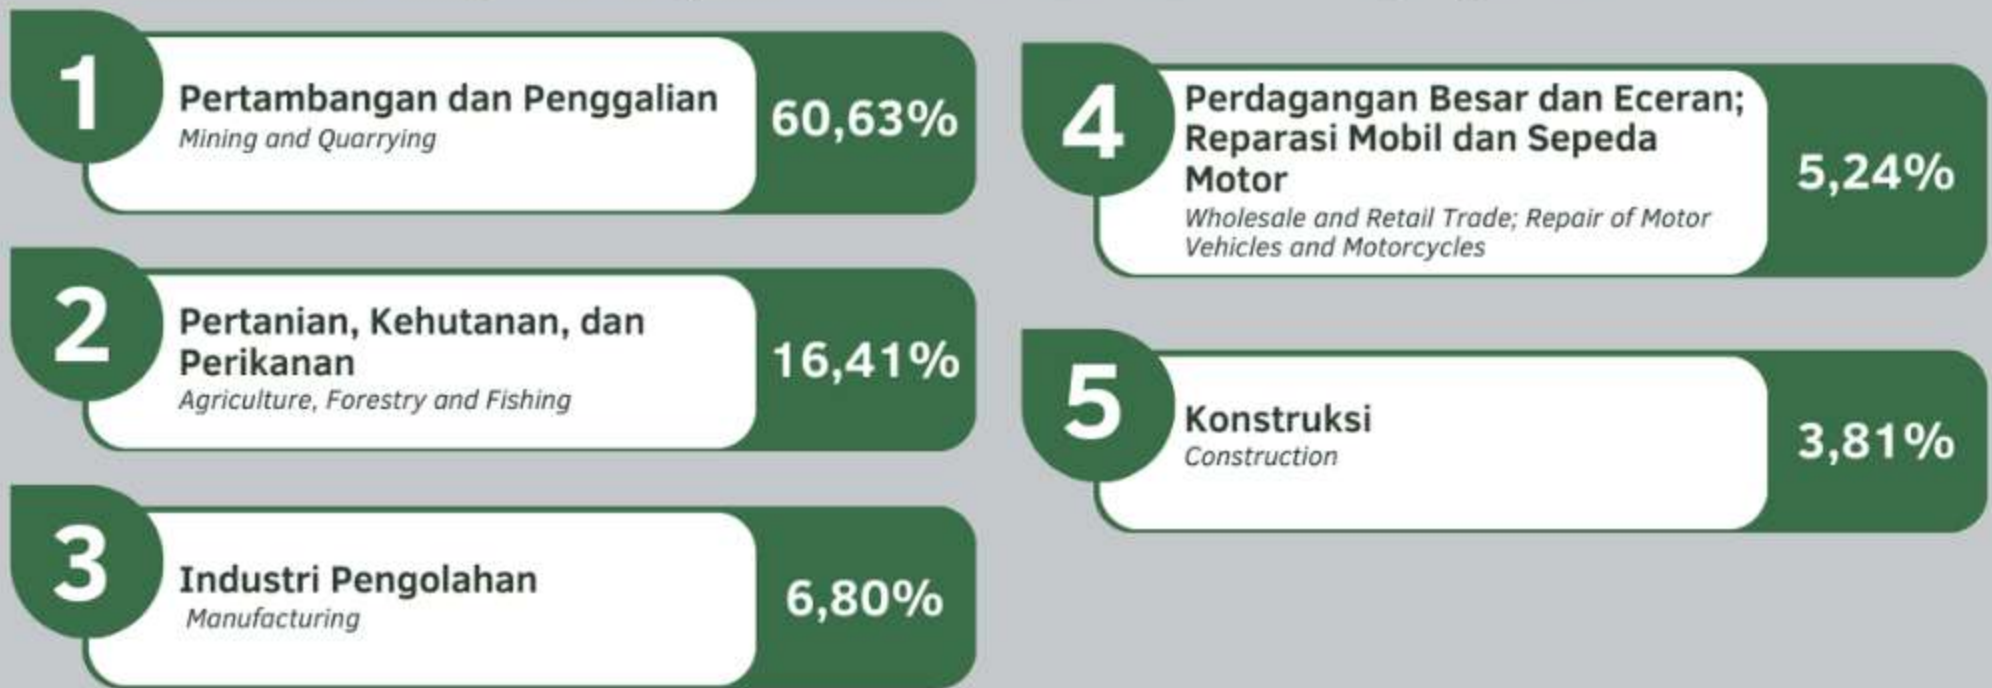 1
Pertambangan dan Penggalian
Mining and Quarrying
60,63%
2
Pertanian, Kehutanan, dan
Perikanan
Agriculture, Forestry and Fishing
16,41%
3
Industri Pengolahan
Manufacturing
6,80%
4
Perdagangan Besar dan Eceran;
Reparasi Mobil dan Sepeda
Motor
Wholesale and Retail Trade; Repair of Motor
Vehicles and Motorcycles
5,24%
5
Konstruksi
Construction
3,81%